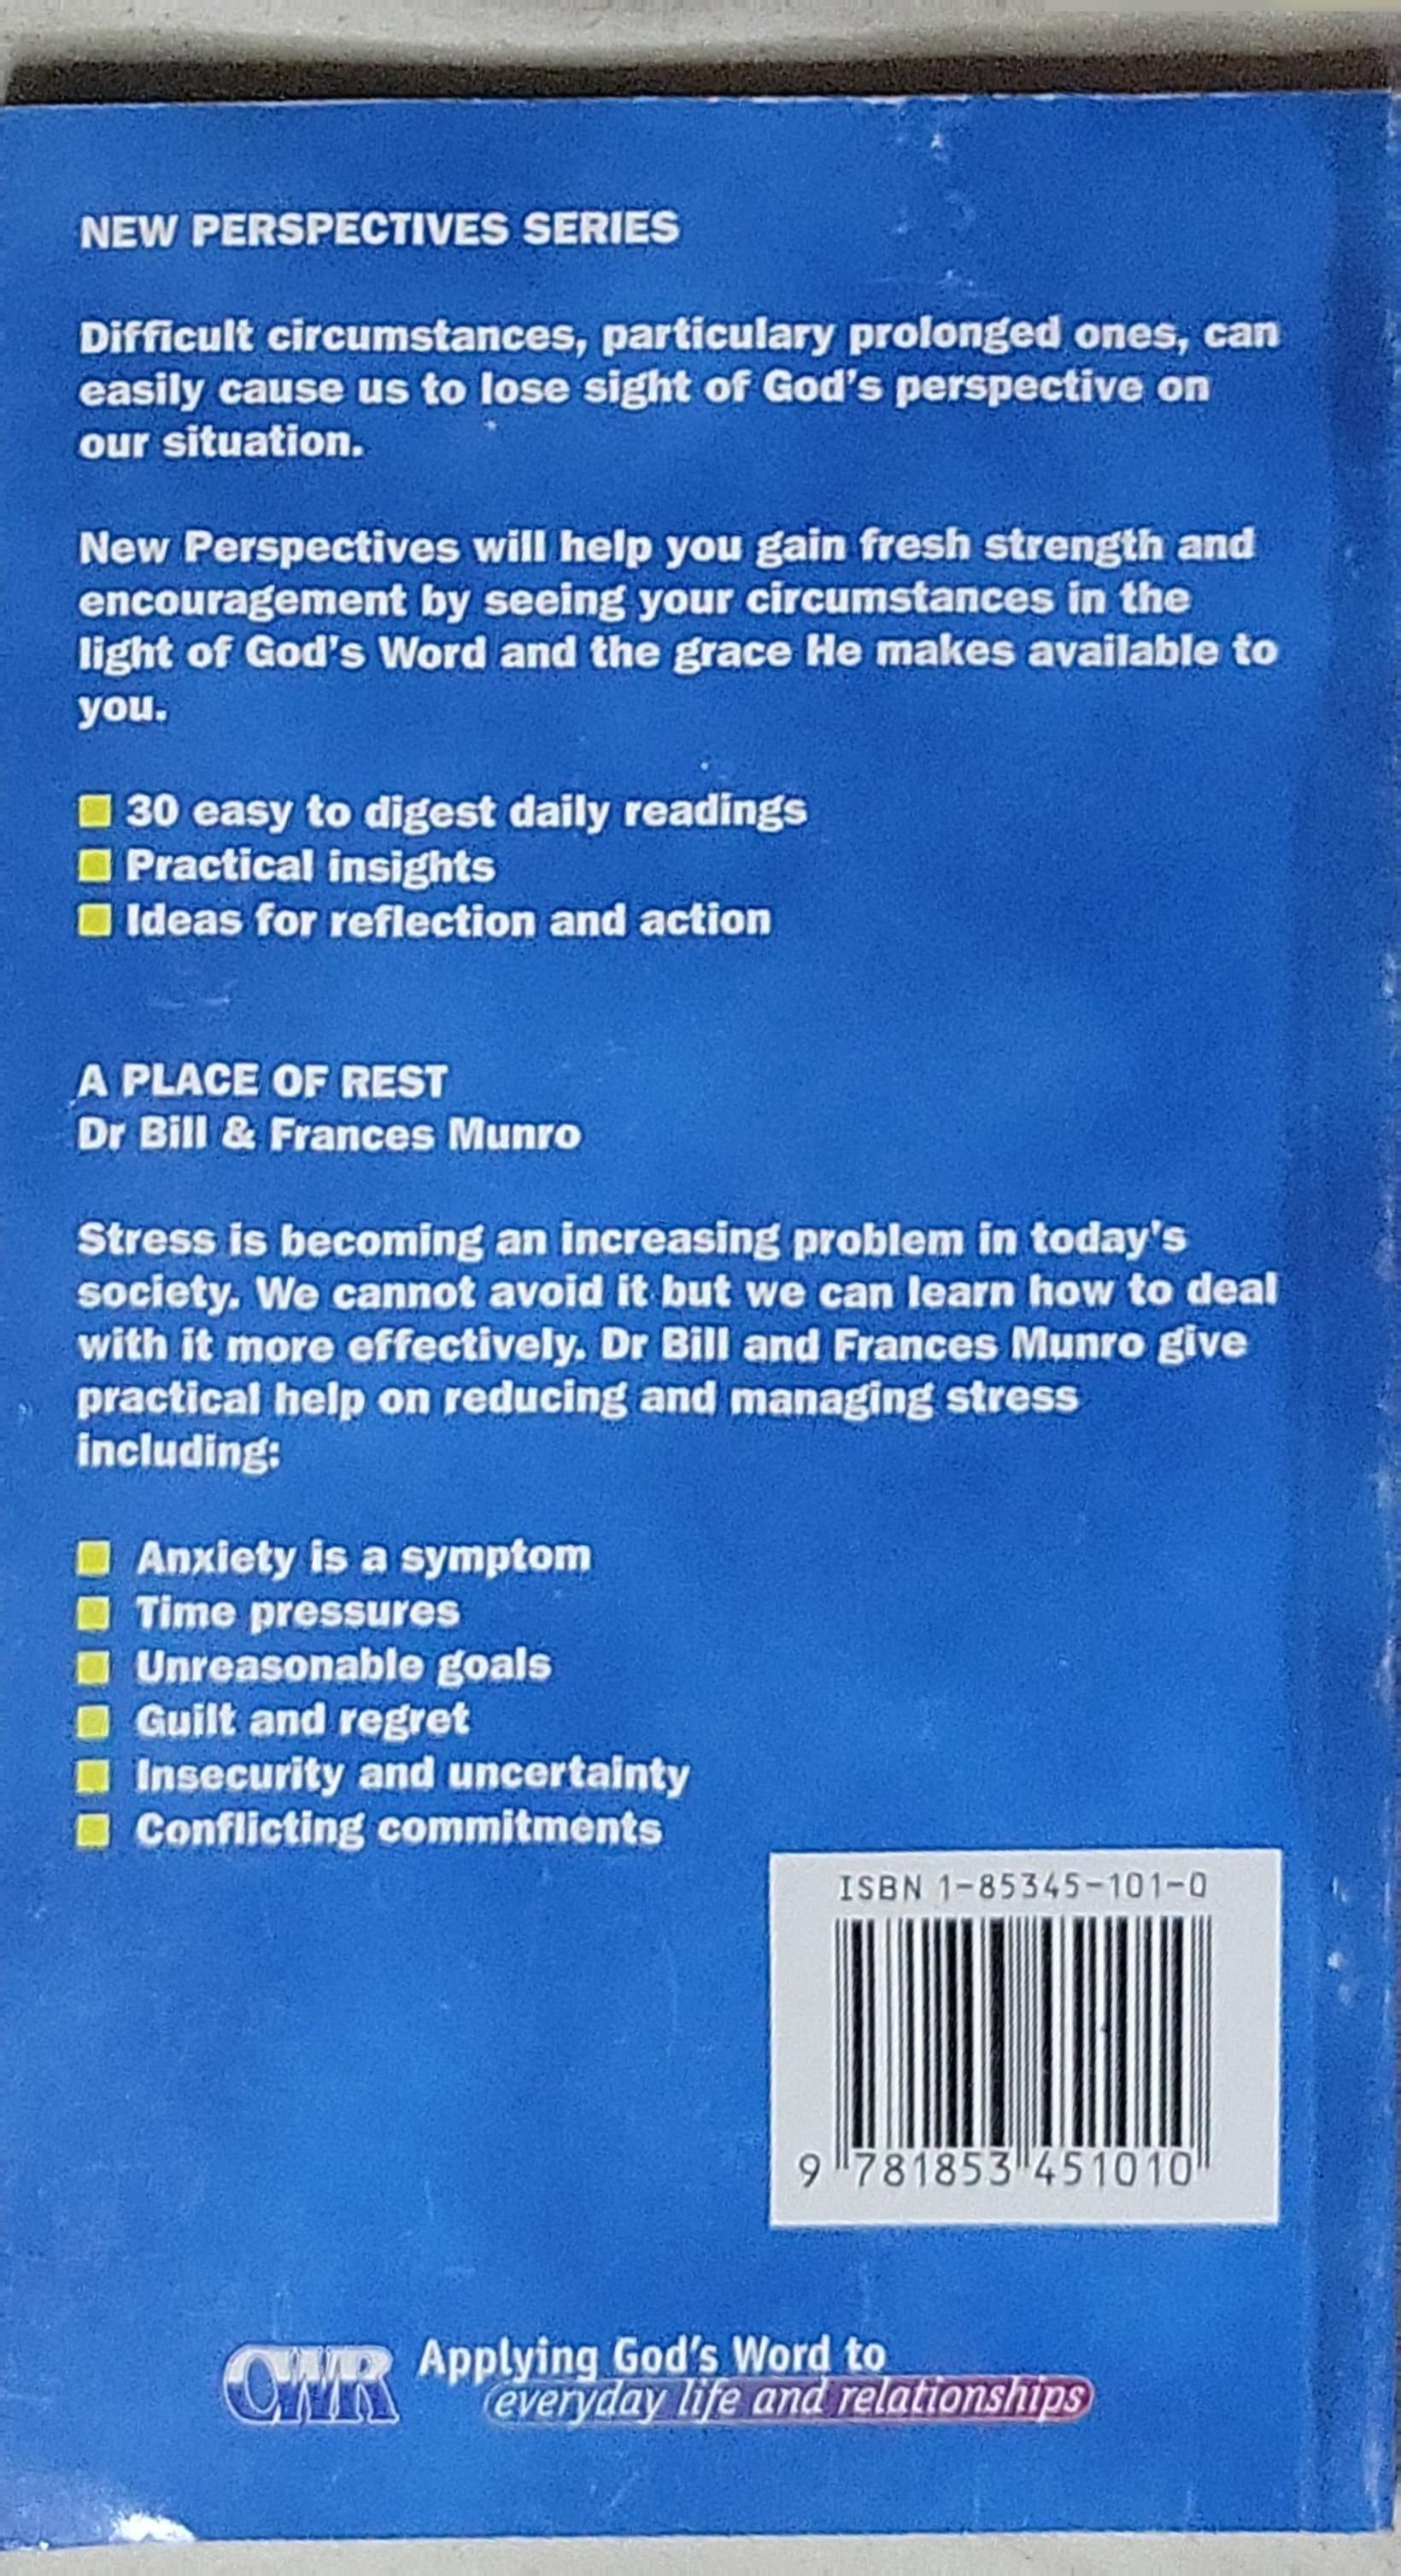 NEW PERSPECTIVES SERIES
Difficult circumstances, particulary prolonged ones, can
easily cause us to lose sight of God's perspective on
our situation.
New Perspectives will help you gain fresh strength and
encouragement by seeing your circumstances in the
light of God's Word and the grace He makes available to
you.
30 easy to digest daily readings
Practical insights
Ideas for reflection and action
A PLACE OF REST
Dr Bill & Frances Munro
Stress is becoming an increasing problem in today's
society. We cannot avoid it but we can learn how to deal
with it more effectively. Dr Bill and Frances Munro give
practical help on reducing and managing stress
including:
Anxiety is a symptom
Time pressures
Unreasonable goals
Guilt and regret
Insecurity and uncertainty
Conflicting commitments
ISBN 1-85345-101-0
9 781853 451010
CWR Applying God's Word to
everyday life and relationships